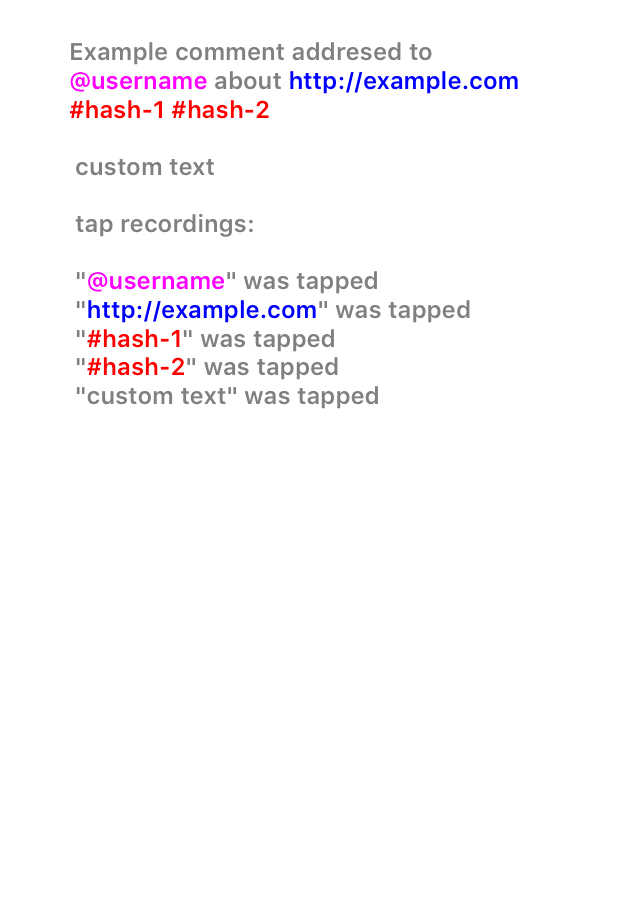 Example comment addresed to
@username about http://example.com
#hash-1 #hash-2
custom text
tap recordings:
"@username" was tapped
"http://example.com" was tapped
"#hash-1" was tapped
"#hash-2" was tapped
"custom text" was tapped